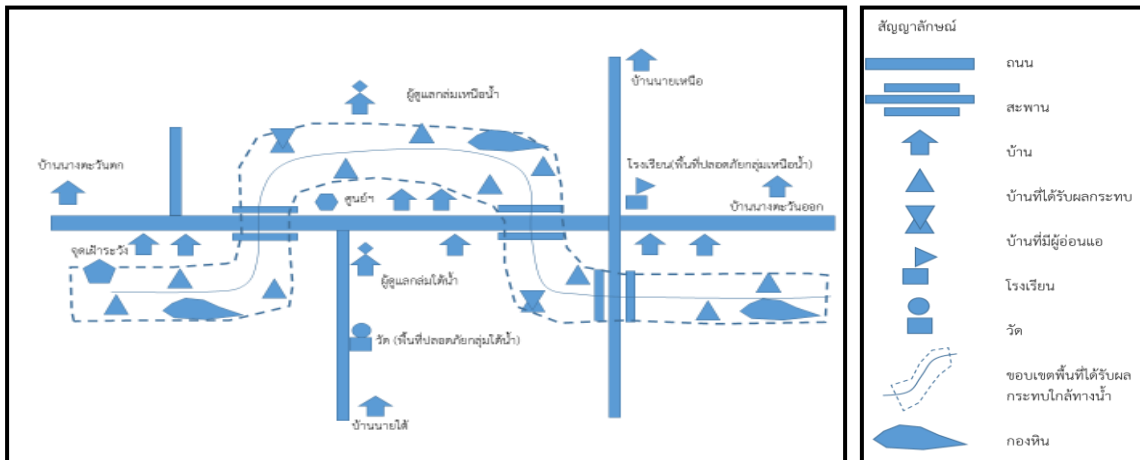 บ้านนายเหนือ
ผู้ดูแลกลุ่มเหนือน้ำ
บ้านนางตะวันตก
โรงเรียน(พื้นที่ปลอดภัยกลุ่มเหนือน้ำ)
ศูนย์ฯ
บ้านนางตะวันออก
จุดเฝ้าระวัง
ผู้ดูแลกลุ่มใต้น้ำ
วัด (พื้นที่ปลอดภัยกลุ่มใต้น้ำ)
บ้านนายใต้
สัญญาลักษณ์
ถนน
สะพาน
บ้าน
บ้านที่ได้รับผลกระทบ
บ้านที่มีผู้อ่อนแอ
โรงเรียน
วัด
ขอบเขตพื้นที่ได้รับผล
กระทบใกล้ทางน้ำ
กองหิน